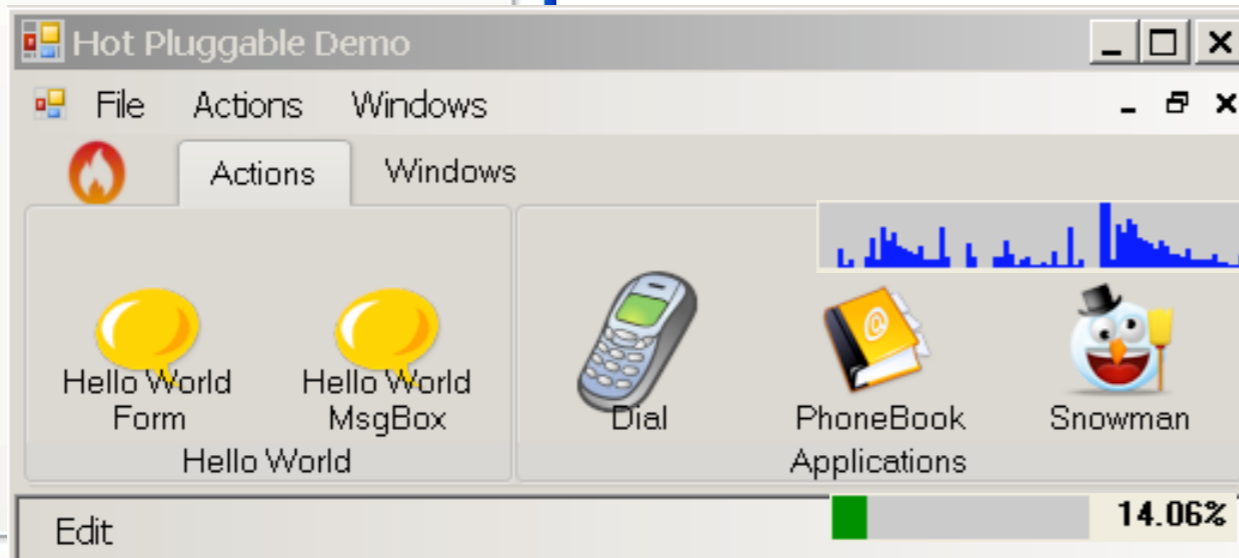 Hot Pluggable Demo
File Actions Windows
Actions Windows
Hello World Form
Hello World MsgBox
Dial
PhoneBook
Snowman
Hello World
Applications
Edit
14.06%